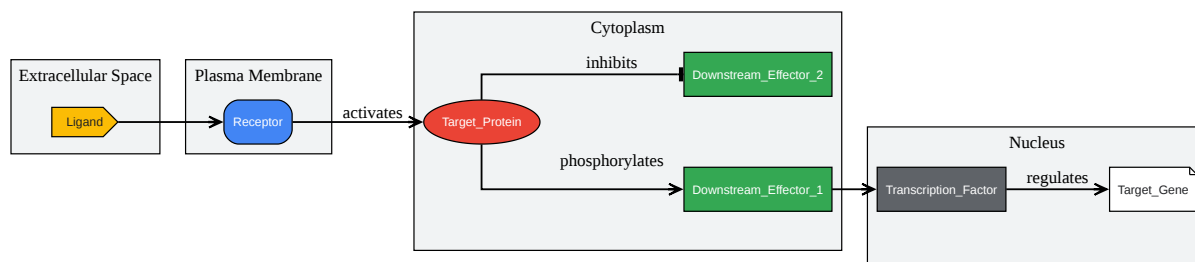 Cytoplasm
Extracellular Space
Plasma Membrane
inhibits
Downstream_Effector_2
Ligand
Receptor
activates
Target_Protein
Nucleus
phosphorylates
Downstream_Effector_1
Transcription_Factor
regulates
Target_Gene